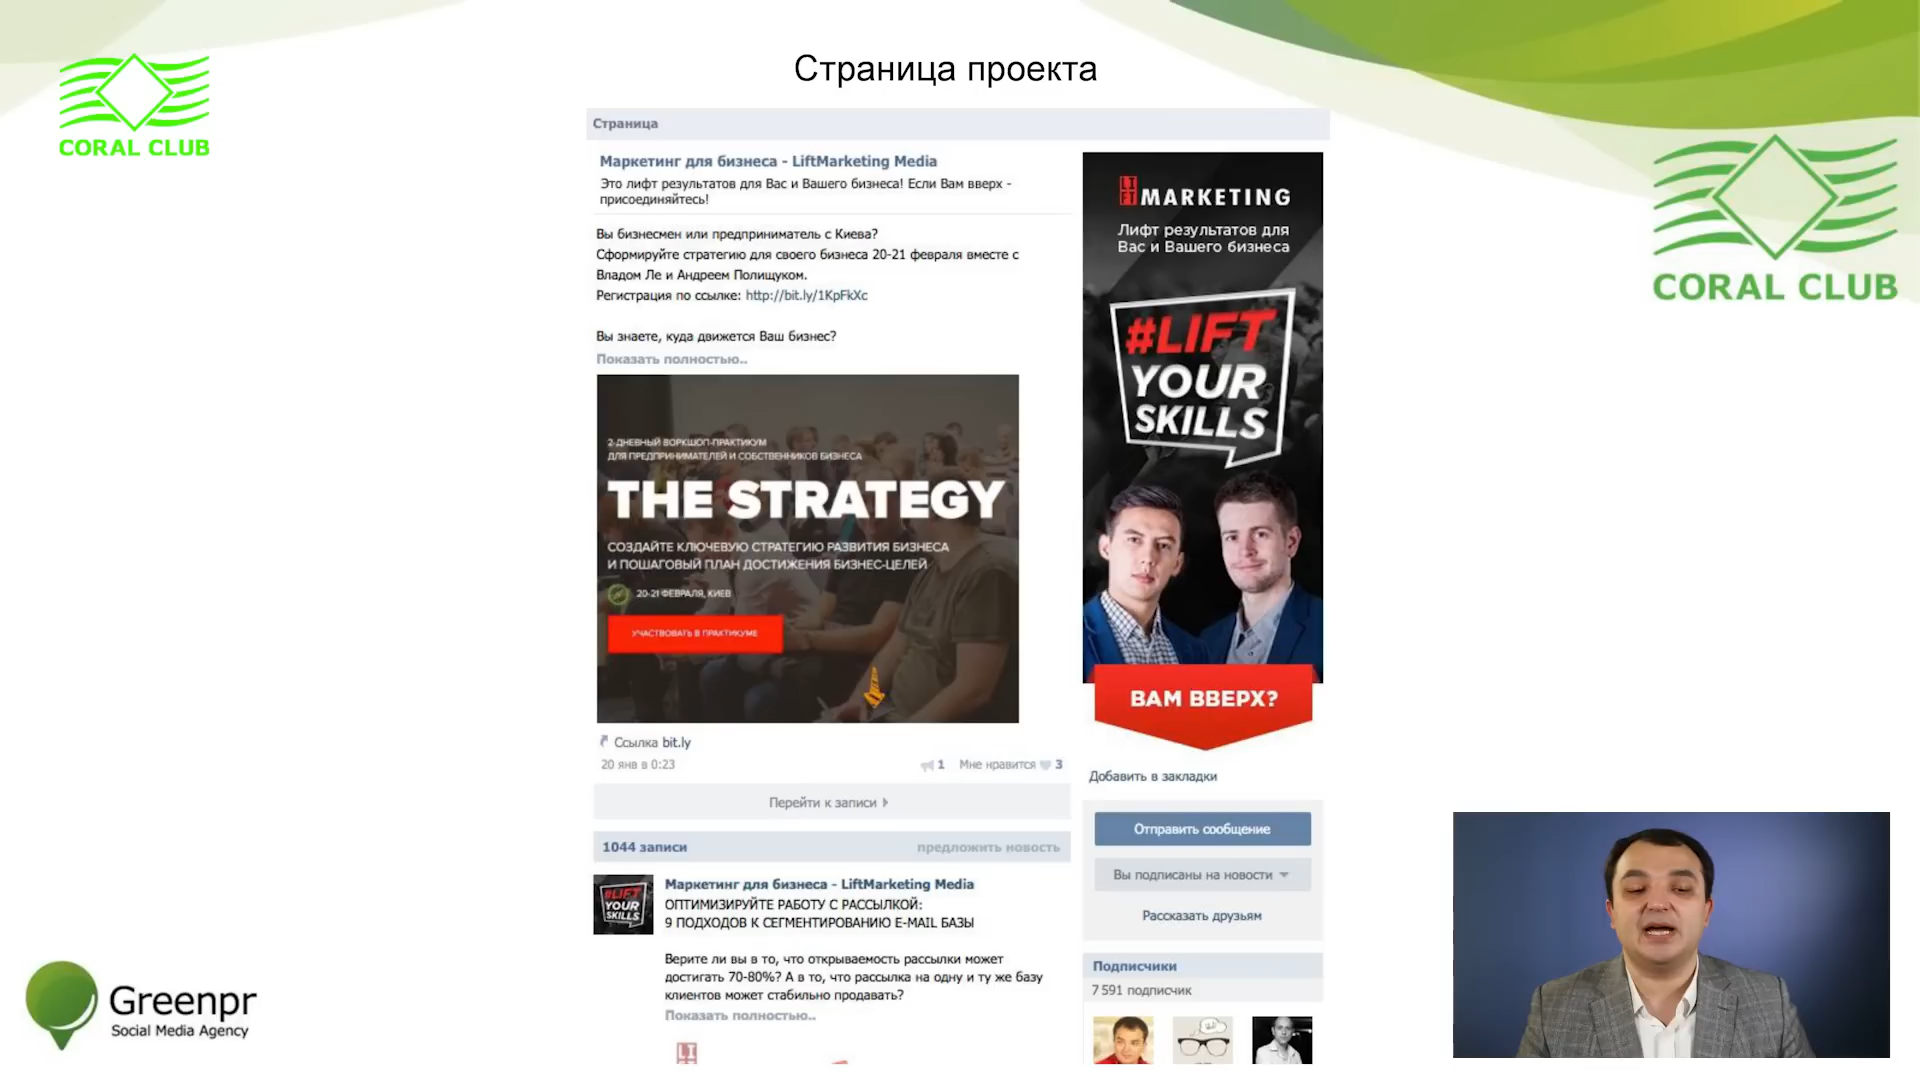 Страница проекта
CORAL CLUB
CORAL CLUB
Страница
Маркетинг для бизнеса - LiftMarketing Media
Это лифт результатов для Вас и Вашего бизнеса! Если Вам вверх -
присоединяйтесь!
Вы бизнесмен или предприниматель с Киева?
Сформируйте стратегию для своего бизнеса 20-21 февраля вместе с
Владом Ле и Андреем Полищуком.
Регистрация по ссылке: http://bit.ly/1KpFkXc
Вы знаете, куда движется Ваш бизнес?
Показать полностью..
2-ДНЕВНЫЙ ВОРКШОП-ПРАКТИКУМ
ДЛЯ ПРЕДПРИНИМАТЕЛЕЙ И СОБСТВЕННИКОВ БИЗНЕСА
THE STRATEGY
СОЗДАЙТЕ КЛЮЧЕВУЮ СТРАТЕГИЮ РАЗВИТИЯ БИЗНЕСА
И ПОШАГОВЫЙ ПЛАН ДОСТИЖЕНИЯ БИЗНЕС-ЦЕЛЕЙ
20-21 ФЕВРАЛЯ, КИЕВ
УЧАСТВОВАТЬ В ПРАКТИКУМЕ
Ссылка bit.ly
20 янв в 0:23
1 Мне нравится 3
Перейти к записи
1044 записи
предложить новость
#LIFT
YOUR
SKILLS
Маркетинг для бизнеса - LiftMarketing Media
ОПТИМИЗИРУЙТЕ РАБОТУ С РАССЫЛКОЙ:
9 ПОДХОДОВ К СЕГМЕНТИРОВАНИЮ E-MAIL БАЗЫ
Верите ли вы в то, что открываемость рассылки может
достигать 70-80%? А в то, что рассылка на одну и ту же базу
клиентов может стабильно продавать?
Показать полностью..
LIFT MARKETING
Лифт результатов для
Вас и Вашего бизнеса
#LIFT
YOUR
SKILLS
ВАМ ВВЕРХ?
Добавить в закладки
Отправить сообщение
Вы подписаны на новости
Рассказать друзьям
Подписчики
7 591 подписчик
Greenpr
Social Media Agency